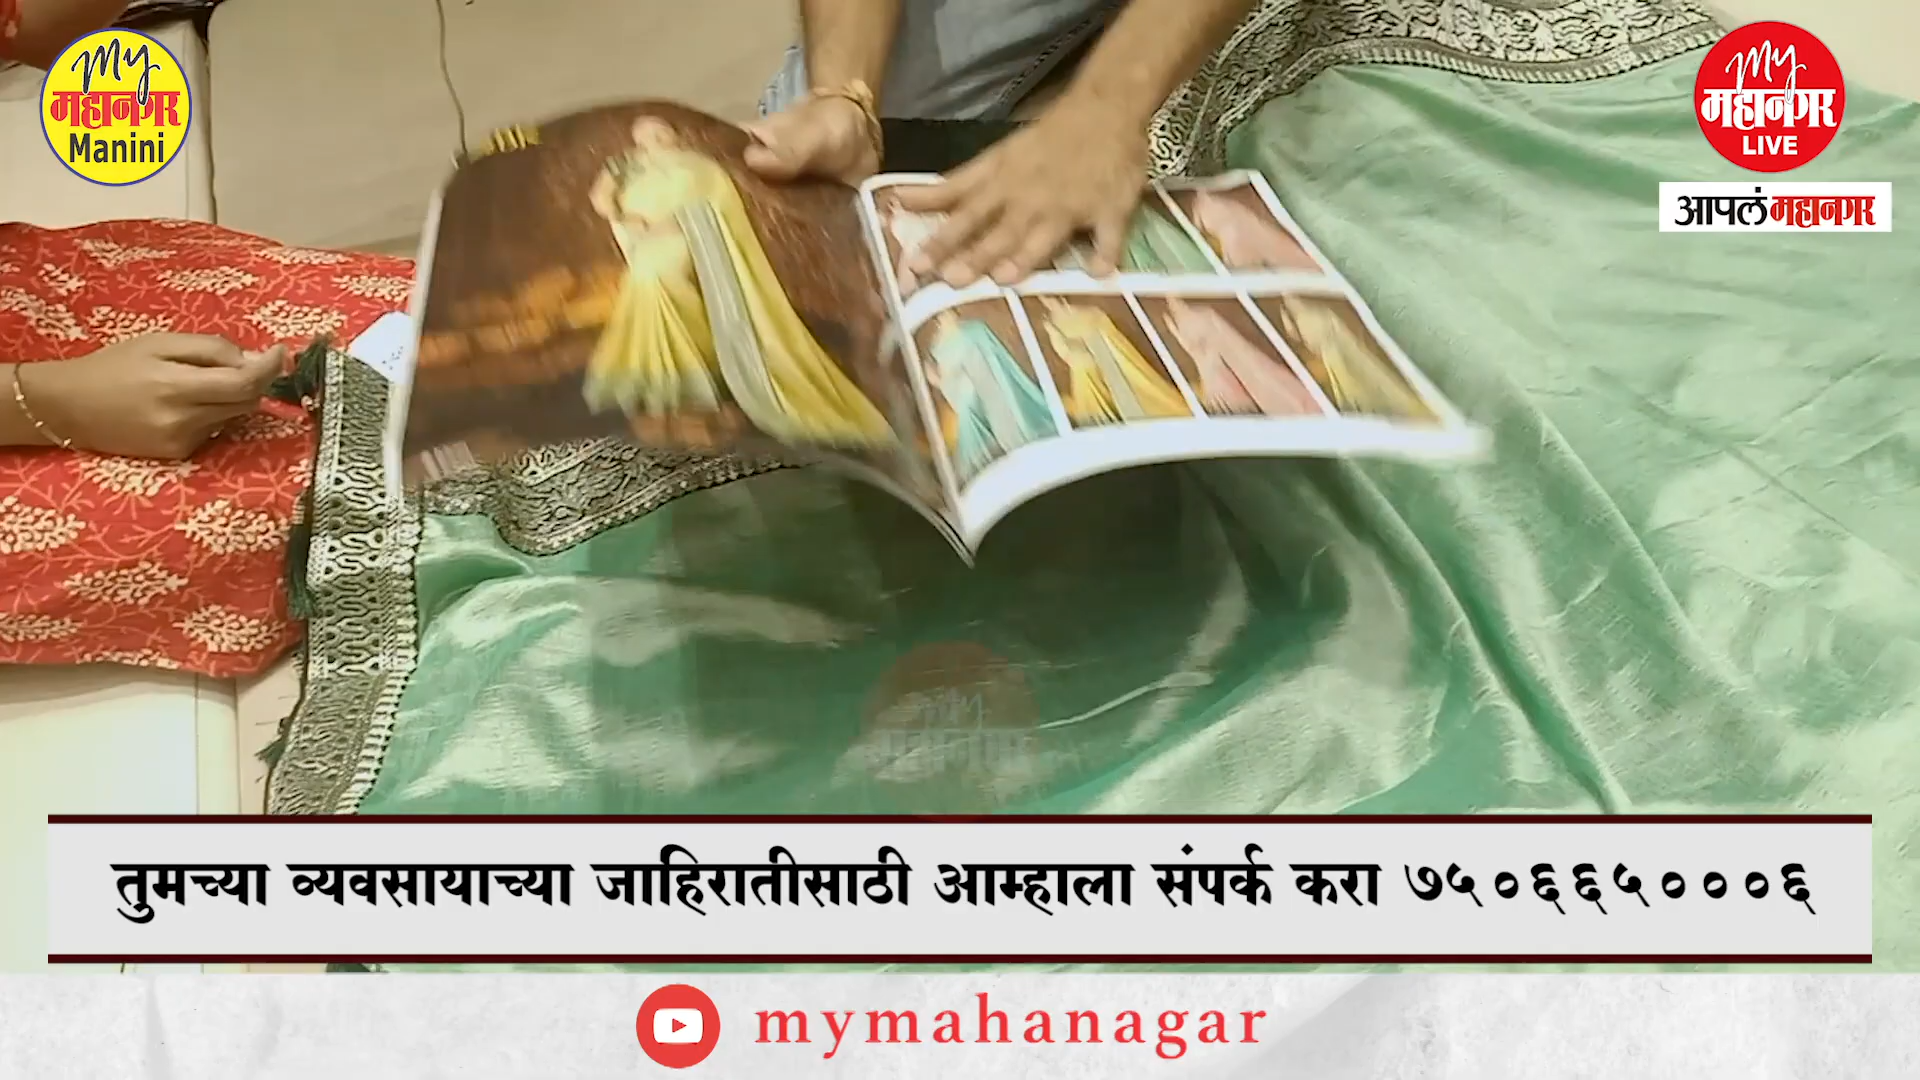 My
महानगर
Manini
My
महानगर
LIVE
आपलं महानगर
तुमच्या व्यवसायाच्या जाहिरातीसाठी आम्हाला संपर्क करा ७५०६६५०००६
mymahanagar